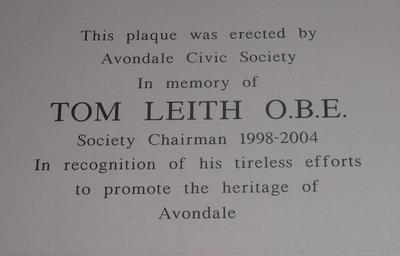 This plaque was erected by
Avondale Civic Society
In memory of
TOM LEITH O.B.E.
Society Chairman 1998-2004
In recognition of his tireless efforts
to promote the heritage of
Avondale